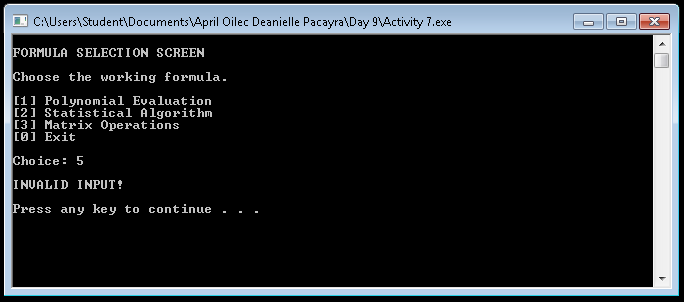 C:\Users\Student\Documents\April Oilec Deanielle Pacayra\Day 9\Activity 7.exe
FORMULA SELECTION SCREEN
Choose the working formula.
[1] Polynomial Evaluation
[2] Statistical Algorithm
[3] Matrix Operations
[0] Exit
Choice: 5
INVALID INPUT!
Press any key to continue . . .